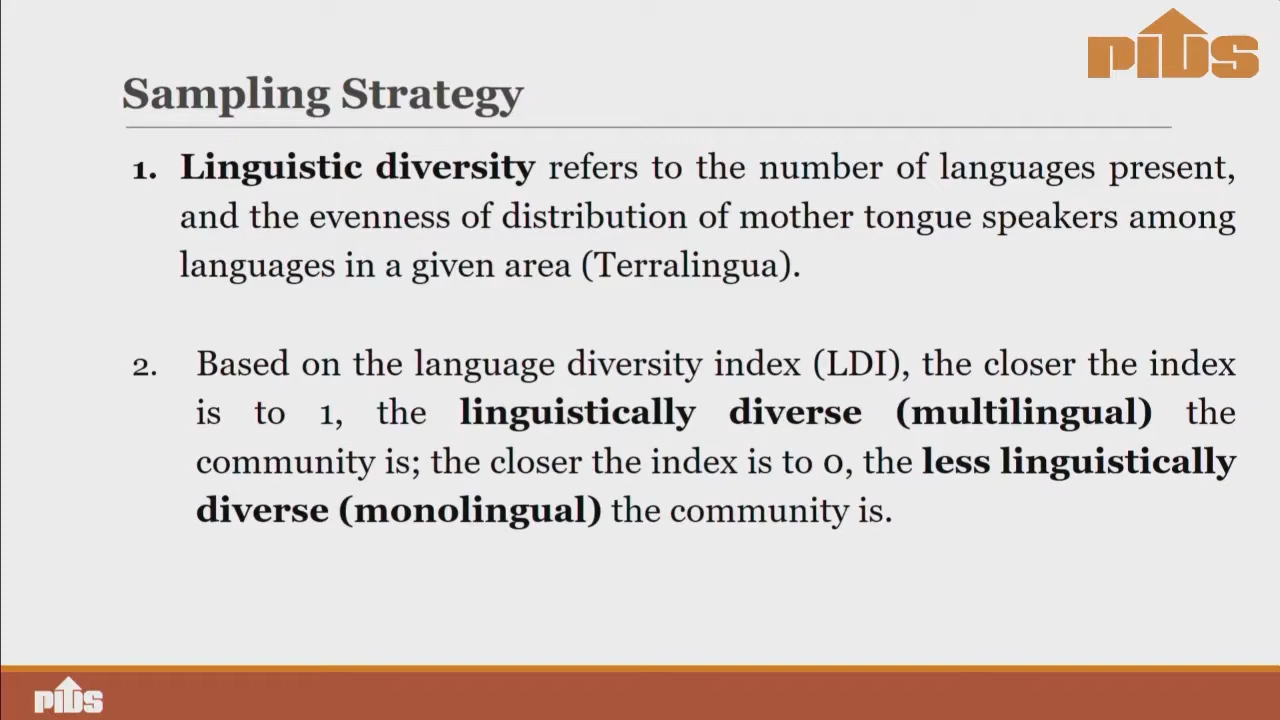 PIDS
Sampling Strategy
1. Linguistic diversity refers to the number of languages present,
and the evenness of distribution of mother tongue speakers among
languages in a given area (Terralingua).
2. Based on the language diversity index (LDI), the closer the index
is to 1, the linguistically diverse (multilingual) the
community is; the closer the index is to 0, the less linguistically
diverse (monolingual) the community is.
PIDS